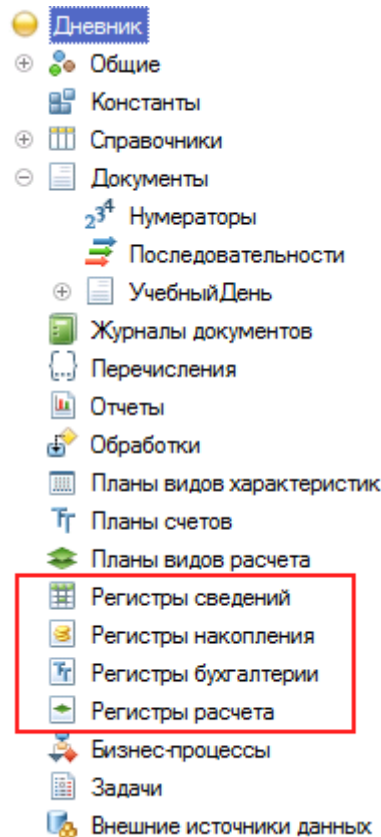 Дневник
Общие
Константы
Справочники
Документы
Нумераторы
Последовательности
УчебныйДень
Журналы документов
Перечисления
Отчеты
Обработки
Планы видов характеристик
Планы счетов
Планы видов расчета
Регистры сведений
Регистры накопления
Регистры бухгалтерии
Регистры расчета
Бизнес-процессы
Задачи
Внешние источники данных